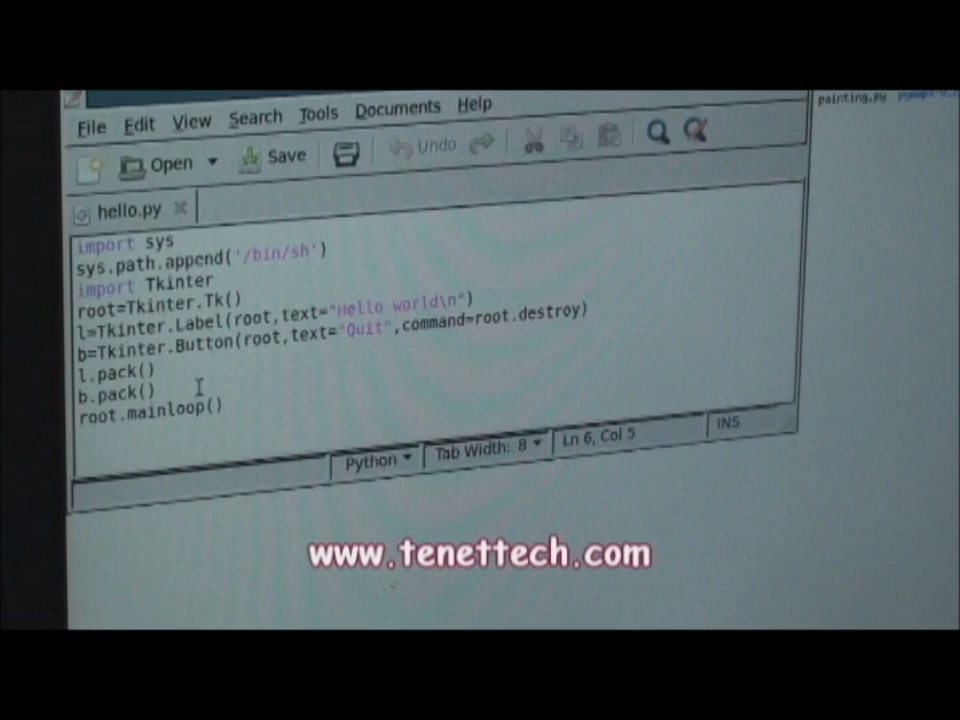 painting.py
File Edit View Search Tools Documents Help
Open Save Undo
hello.py
import sys
sys.path.append('/bin/sh')
import Tkinter
root=Tkinter.Tk()
l=Tkinter.Label(root,text="Hello world\n")
b=Tkinter.Button(root,text="Quit",command=root.destroy)
l.pack()
b.pack()
root.mainloop()
Python Tab Width: 8 Ln 6, Col 5 INS
www.tenettech.com